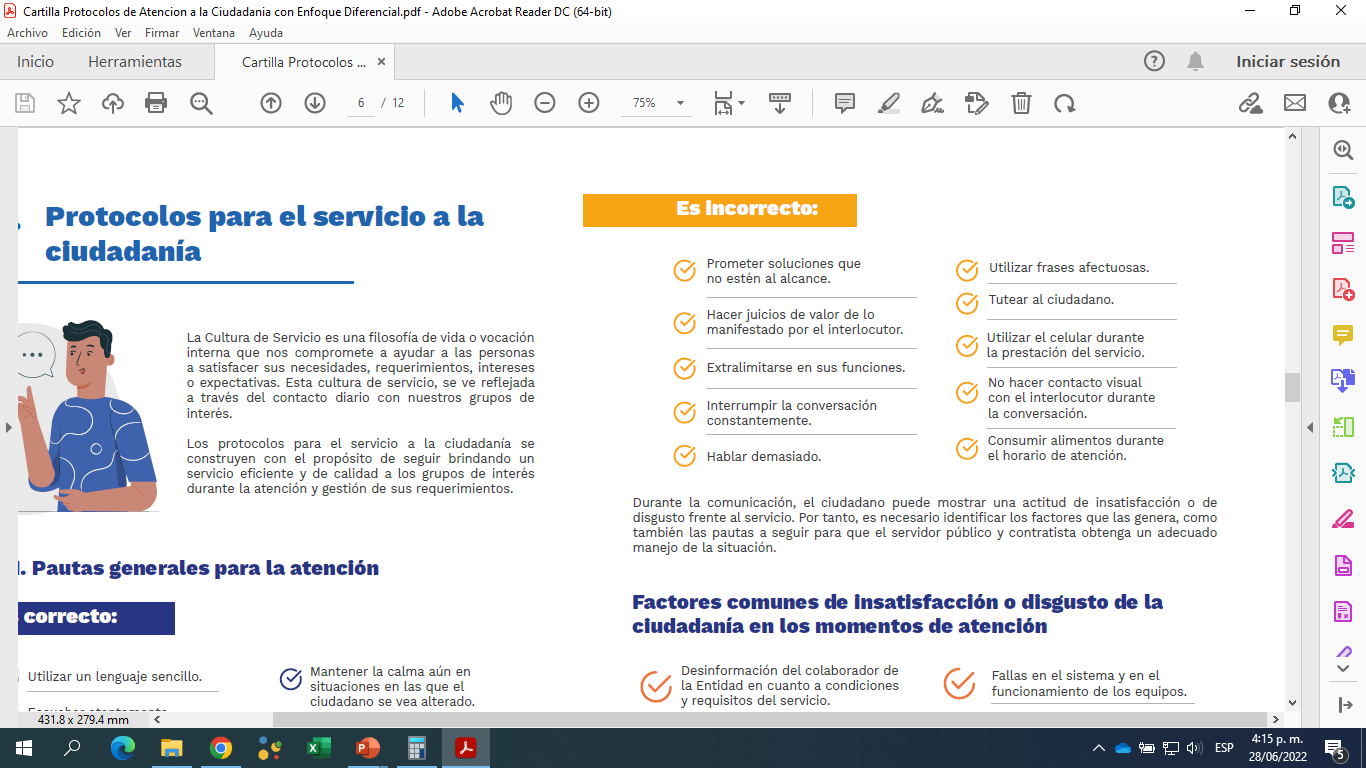 Cartilla Protocolos de Atencion a la Ciudadania con Enfoque Diferencial.pdf - Adobe Acrobat Reader DC (64-bit)
Archivo Edición Ver Firmar Ventana Ayuda
Inicio Herramientas Cartilla Protocolos ... ×
Iniciar sesión
6 / 12
75%
Protocolos para el servicio a la
ciudadanía
La Cultura de Servicio es una filosofía de vida o vocación
interna que nos compromete a ayudar a las personas
a satisfacer sus necesidades, requerimientos, intereses
o expectativas. Esta cultura de servicio, se ve reflejada
a través del contacto diario con nuestros grupos de
interés.
Los protocolos para el servicio a la ciudadanía se
construyen con el propósito de seguir brindando un
servicio eficiente y de calidad a los grupos de interés
durante la atención y gestión de sus requerimientos.
. Pautas generales para la atención
correcto:
Utilizar un lenguaje sencillo.
Mantener la calma aún en
situaciones en las que el
ciudadano se vea alterado.
Es incorrecto:
Prometer soluciones que
no estén al alcance.
Hacer juicios de valor de lo
manifestado por el interlocutor.
Extralimitarse en sus funciones.
Interrumpir la conversación
constantemente.
Hablar demasiado.
Utilizar frases afectuosas.
Tutear al ciudadano.
Utilizar el celular durante
la prestación del servicio.
No hacer contacto visual
con el interlocutor durante
la conversación.
Consumir alimentos durante
el horario de atención.
Durante la comunicación, el ciudadano puede mostrar una actitud de insatisfacción o de
disgusto frente al servicio. Por tanto, es necesario identificar los factores que las genera, como
también las pautas a seguir para que el servidor público y contratista obtenga un adecuado
manejo de la situación.
Factores comunes de insatisfacción o disgusto de la
ciudadanía en los momentos de atención
Desinformación del colaborador de
la Entidad en cuanto a condiciones
y requisitos del servicio.
Fallas en el sistema y en el
funcionamiento de los equipos.
431.8 x 279.4 mm
ESP
4:15 p. m.
28/06/2022
5